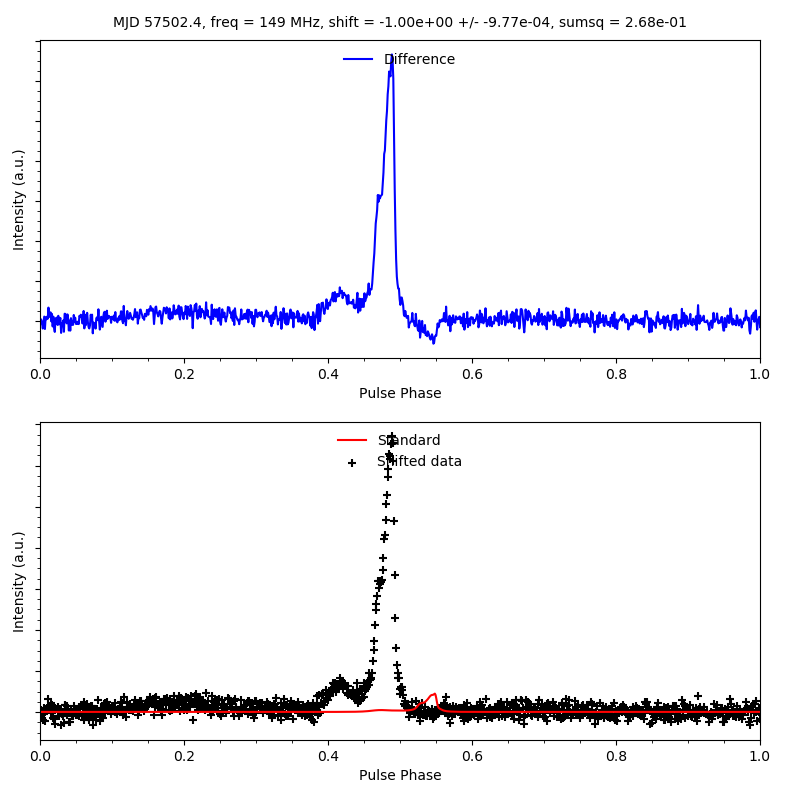 MJD 57502.4, freq = 149 MHz, shift = -1.00e+00 +/- -9.77e-04, sumsq = 2.68e-01
Difference
Intensity (a.u.)
0.0 0.2 0.4 0.6 0.8 1.0
Pulse Phase
Standard
Shifted data
Intensity (a.u.)
0.0 0.2 0.4 0.6 0.8 1.0
Pulse Phase